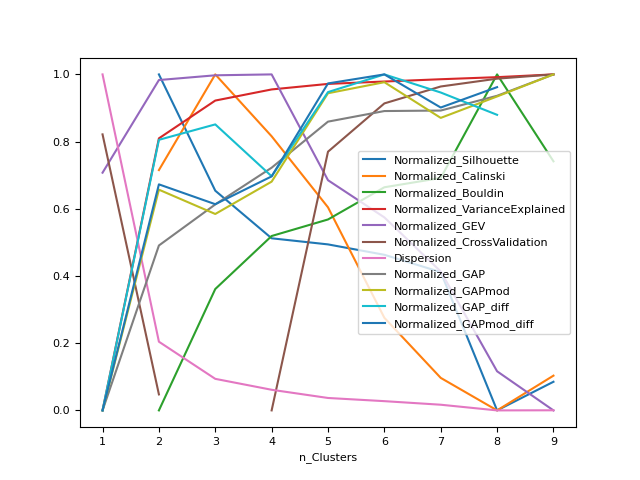 1.0
0.8
0.6
0.4
0.2
0.0
Normalized_Silhouette
Normalized_Calinski
Normalized_Bouldin
Normalized_VarianceExplained
Normalized_GEV
Normalized_CrossValidation
Dispersion
Normalized_GAP
Normalized_GAPmod
Normalized_GAP_diff
Normalized_GAPmod_diff
1 2 3 4 5 6 7 8 9
n_Clusters